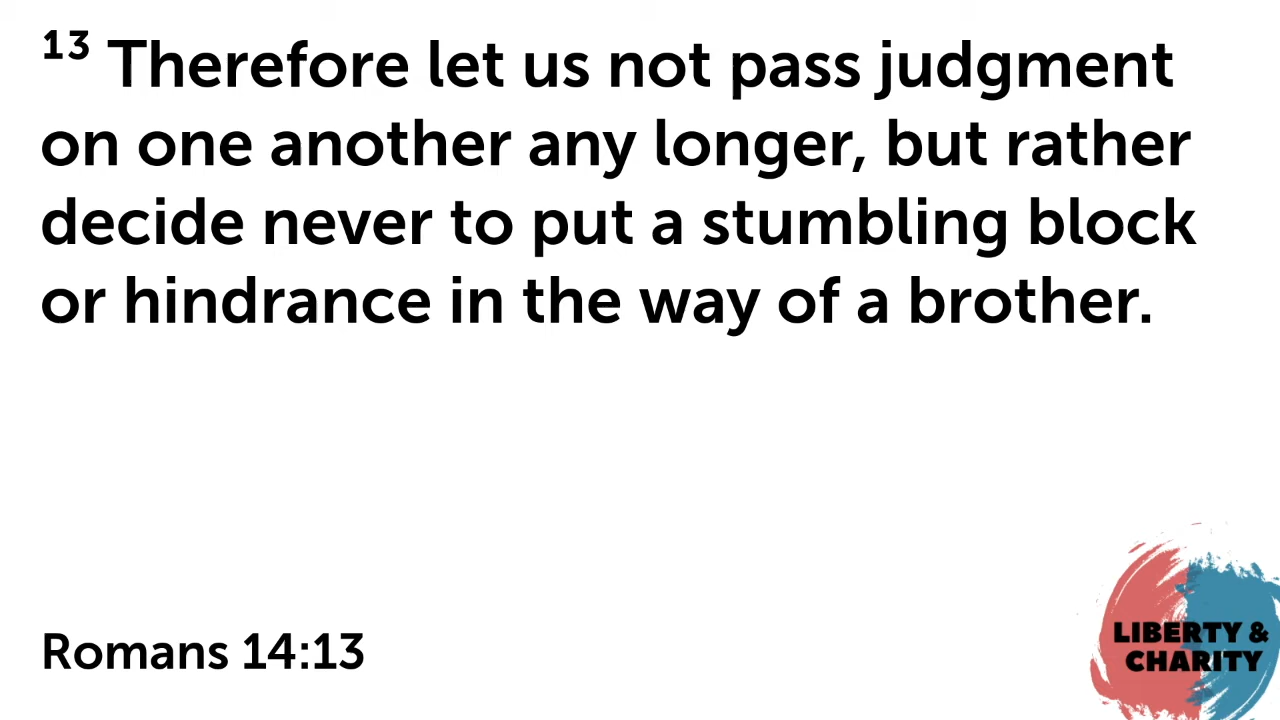 13 Therefore let us not pass judgment
on one another any longer, but rather
decide never to put a stumbling block
or hindrance in the way of a brother.
Romans 14:13
LIBERTY &
CHARITY